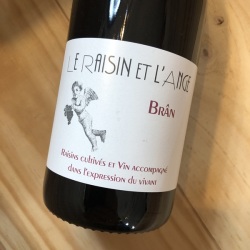 Le Raisin et l'Ange
Brân
Raisins cultivés et Vin accompagné
dans l'expression du vivant